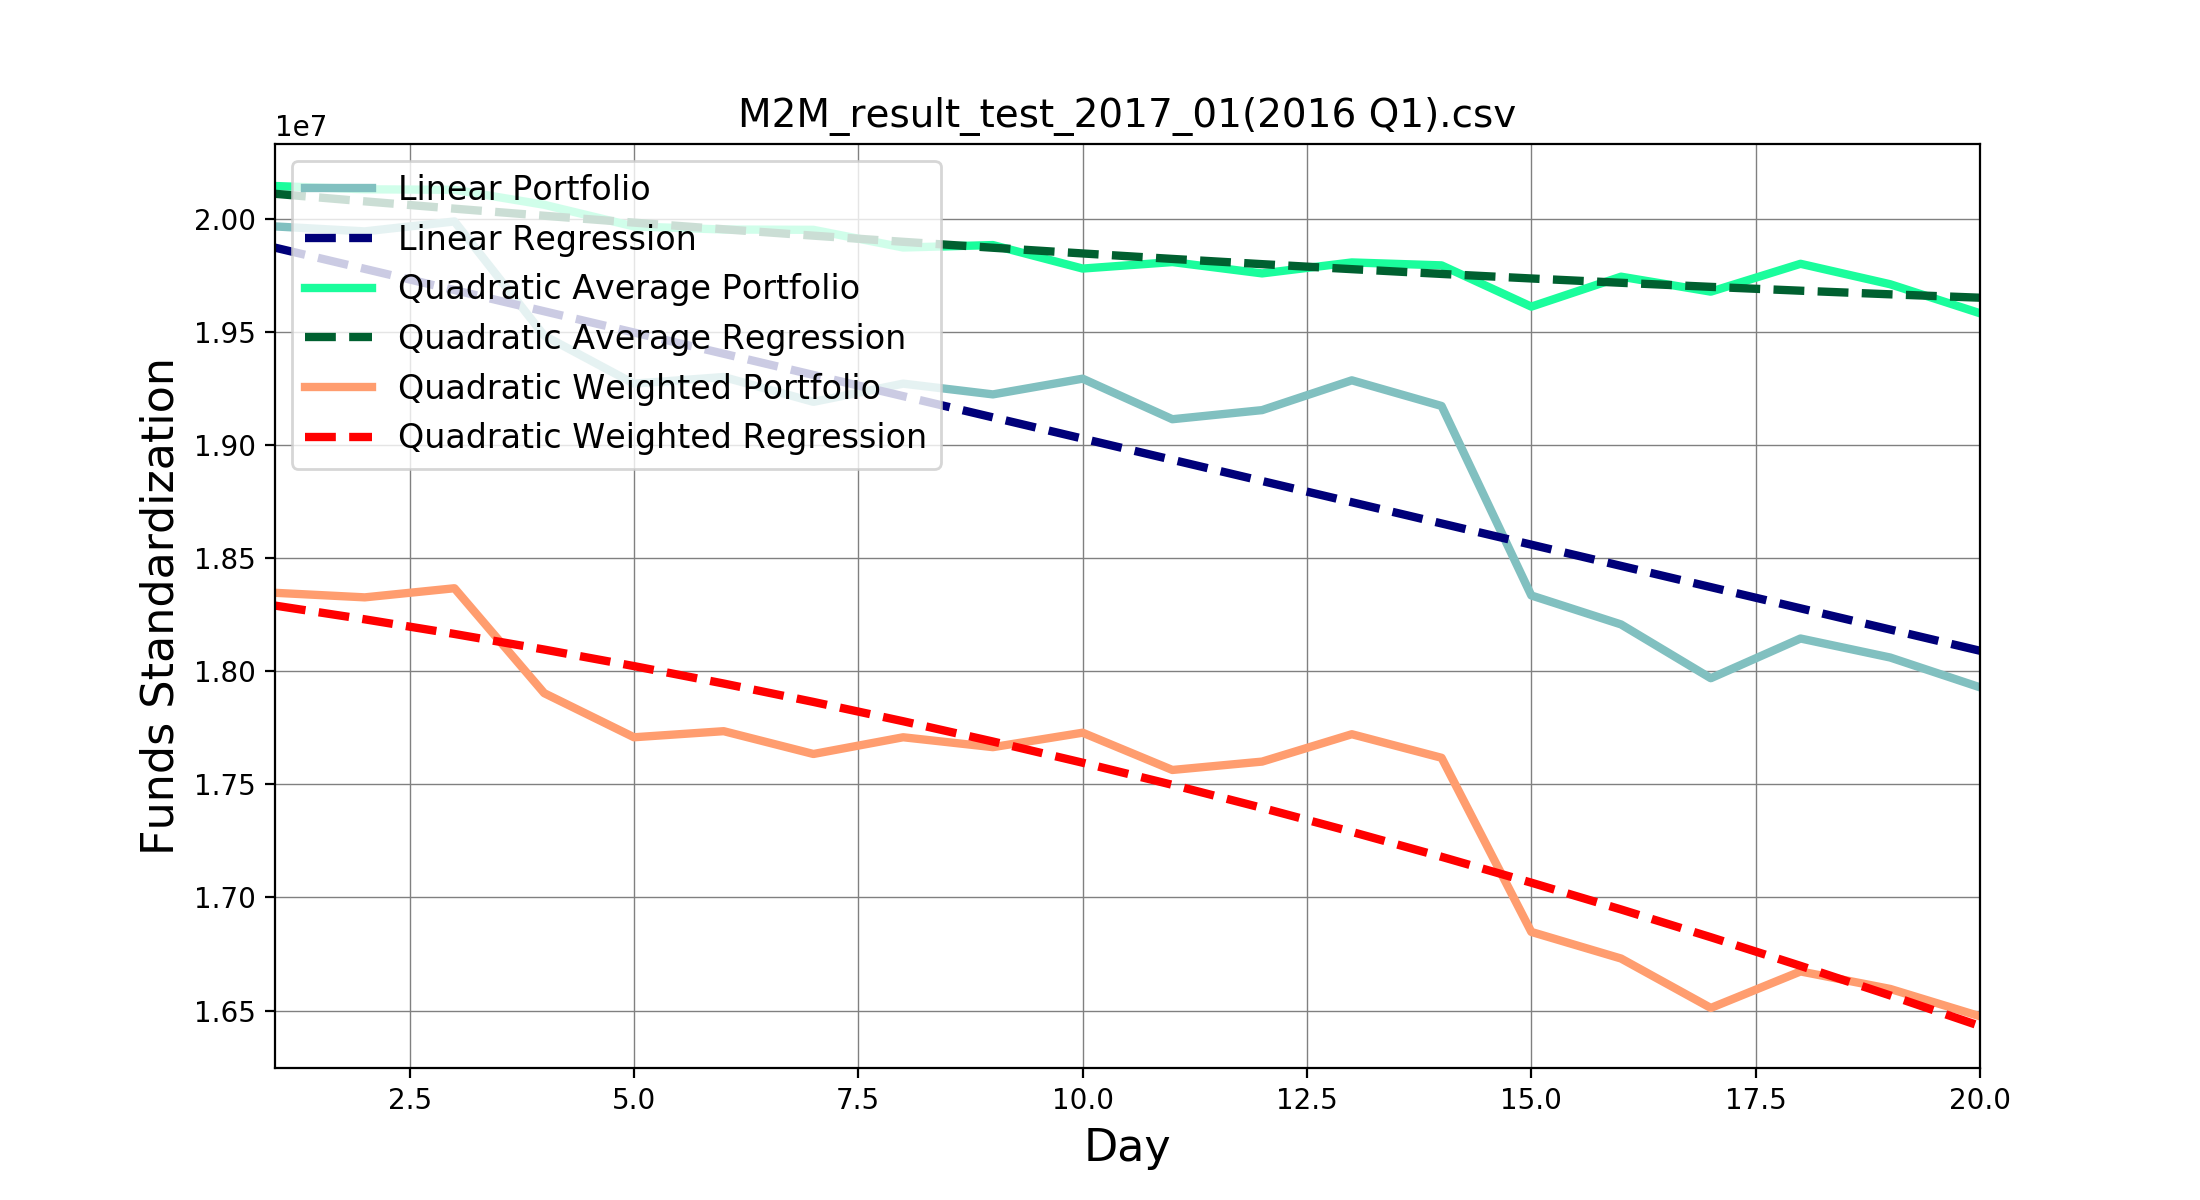 M2M_result_test_2017_01(2016 Q1).csv
1e7
Linear Portfolio
Linear Regression
Quadratic Average Portfolio
Quadratic Average Regression
Quadratic Weighted Portfolio
Quadratic Weighted Regression
2.00
1.95
1.90
1.85
1.80
1.75
1.70
1.65
Funds Standardization
2.5 5.0 7.5 10.0 12.5 15.0 17.5 20.0
Day